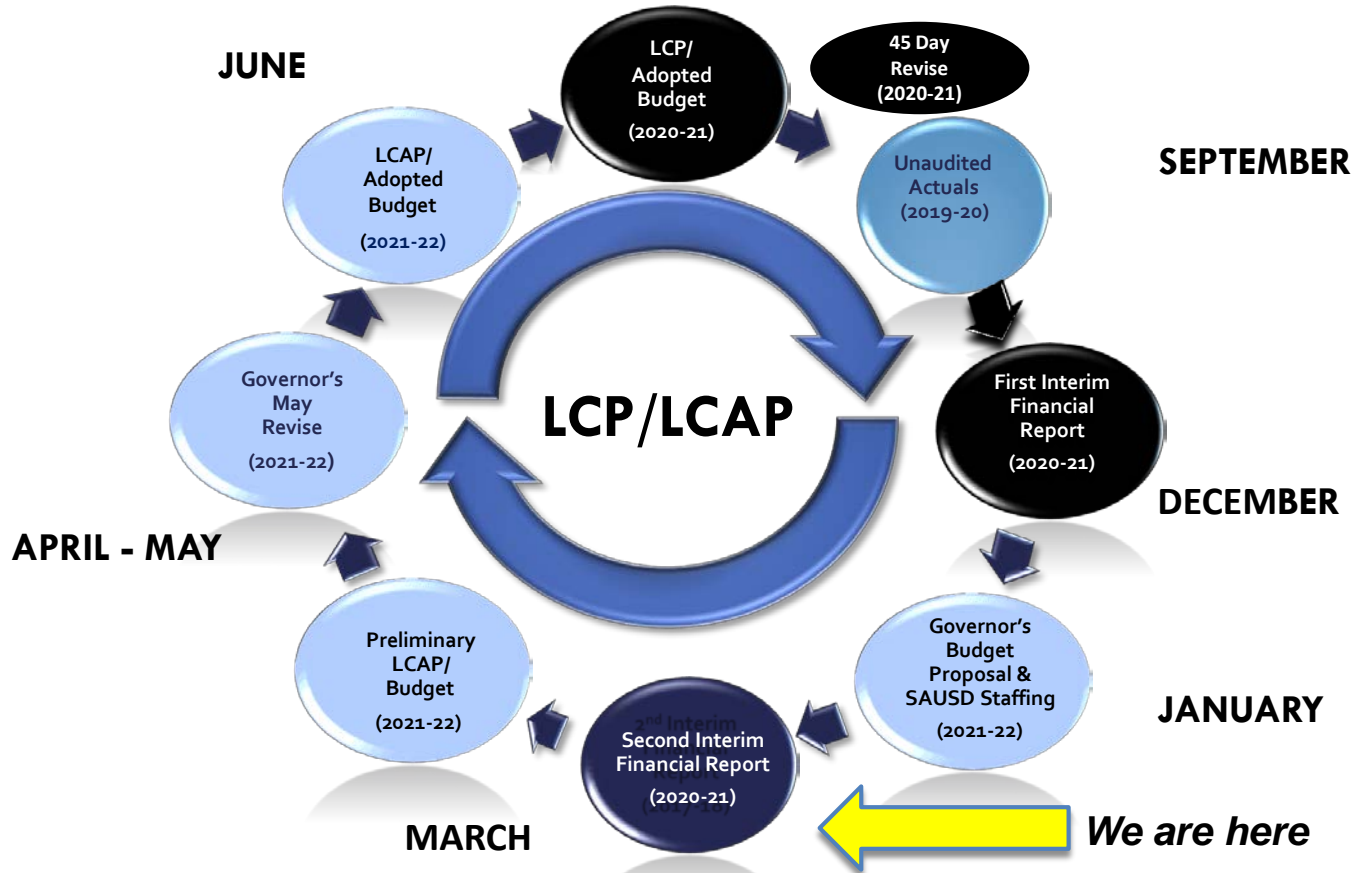 JUNE
LCP/
Adopted
Budget
(2020-21)
45 Day
Revise
(2020-21)
LCAP/
Adopted
Budget
(2021-22)
Unaudited
Actuals
(2019-20)
SEPTEMBER
Governor's
May
Revise
(2021-22)
LCP/LCAP
First Interim
Financial
Report
(2020-21)
DECEMBER
APRIL - MAY
Preliminary
LCAP/
Budget
(2021-22)
Governor's
Budget
Proposal &
SAUSD Staffing
(2021-22)
JANUARY
2nd Interim
Second Interim
Financial Report
(2020-21)
MARCH
We are here